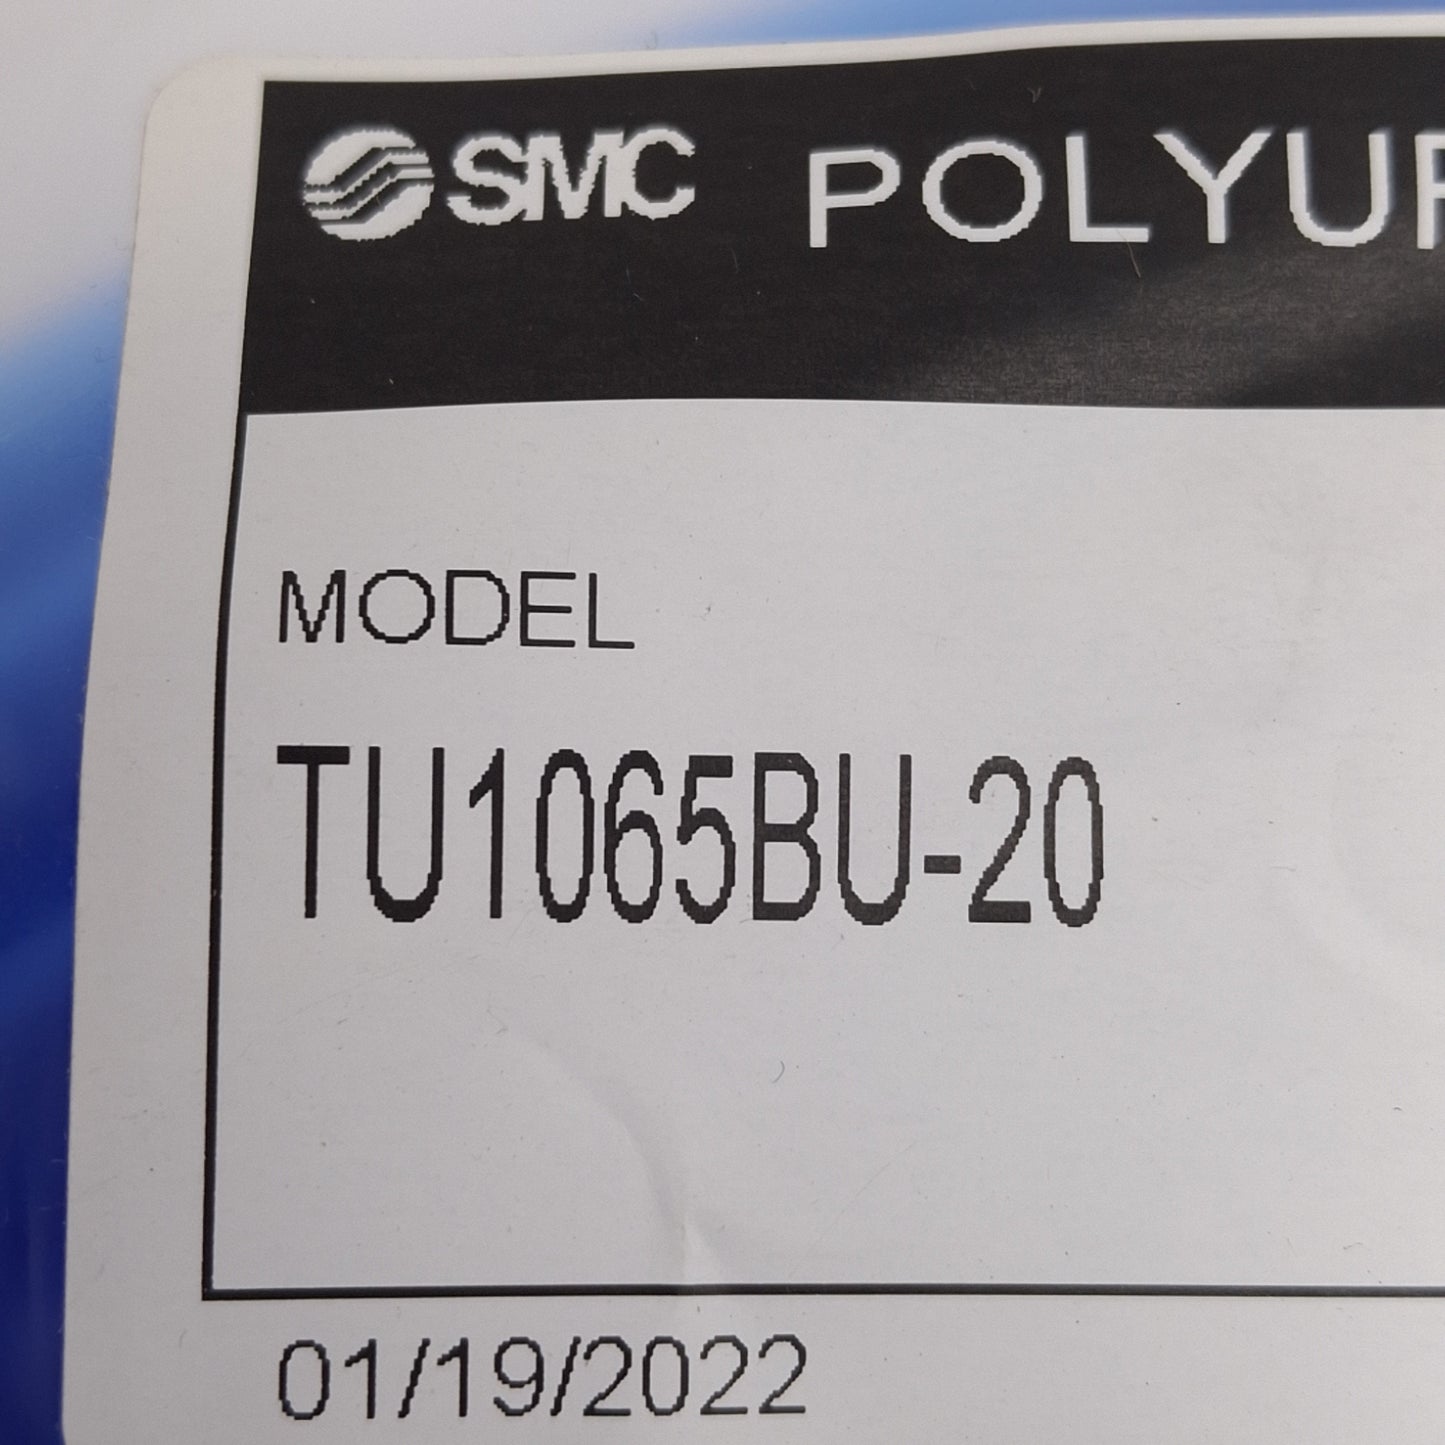 SMC POLYUR
MODEL
TU1065BU-20
01/19/2022